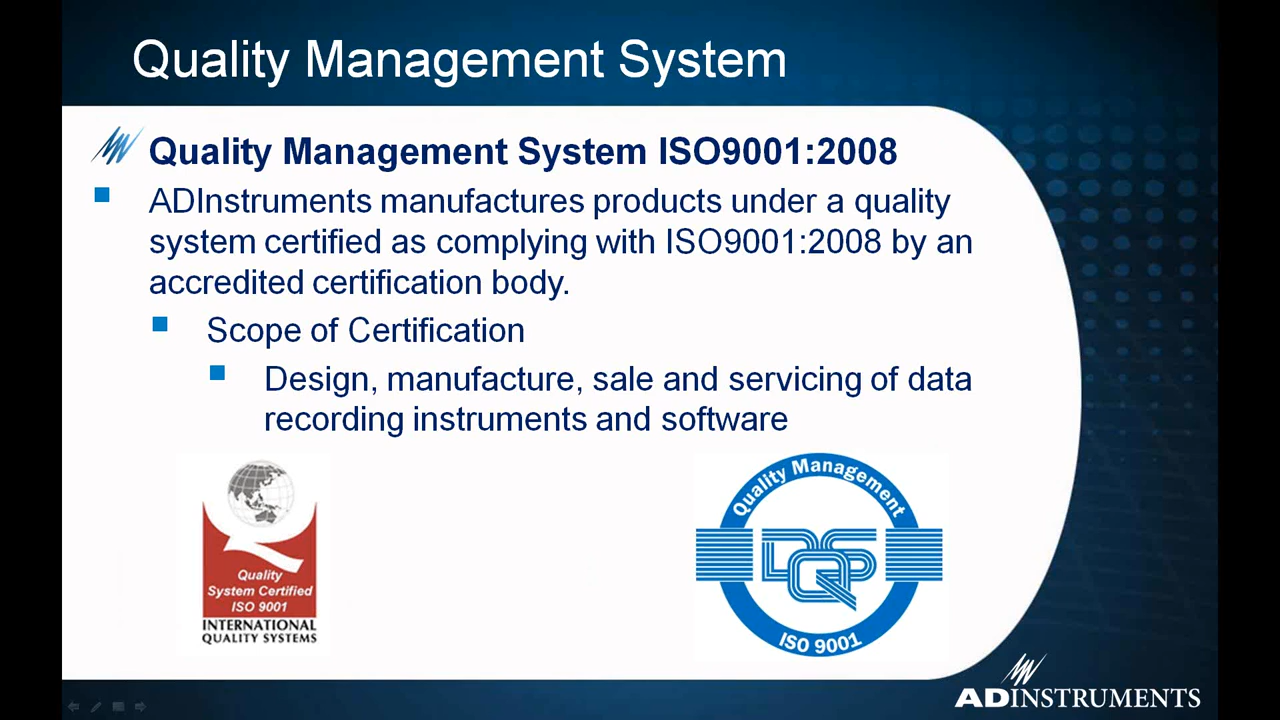 Quality Management System
Quality Management System ISO9001:2008
ADInstruments manufactures products under a quality
system certified as complying with ISO9001:2008 by an
accredited certification body.
Scope of Certification
Design, manufacture, sale and servicing of data
recording instruments and software
Quality
System Certified
ISO 9001
INTERNATIONAL
QUALITY SYSTEMS
Quality Management
DQS
ISO 9001
ADINSTRUMENTS